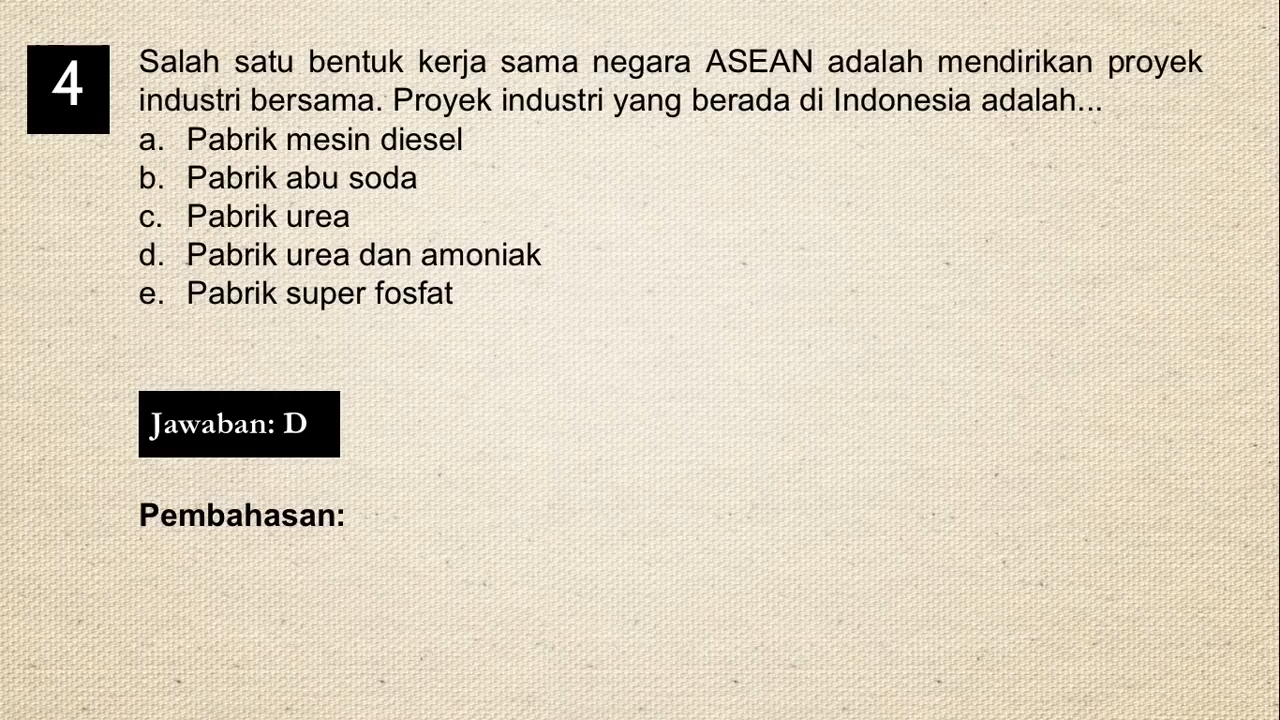 4
Salah satu bentuk kerja sama negara ASEAN adalah mendirikan proyek
industri bersama. Proyek industri yang berada di Indonesia adalah...
a. Pabrik mesin diesel
b. Pabrik abu soda
c. Pabrik urea
d. Pabrik urea dan amoniak
e. Pabrik super fosfat
Jawaban: D
Pembahasan: